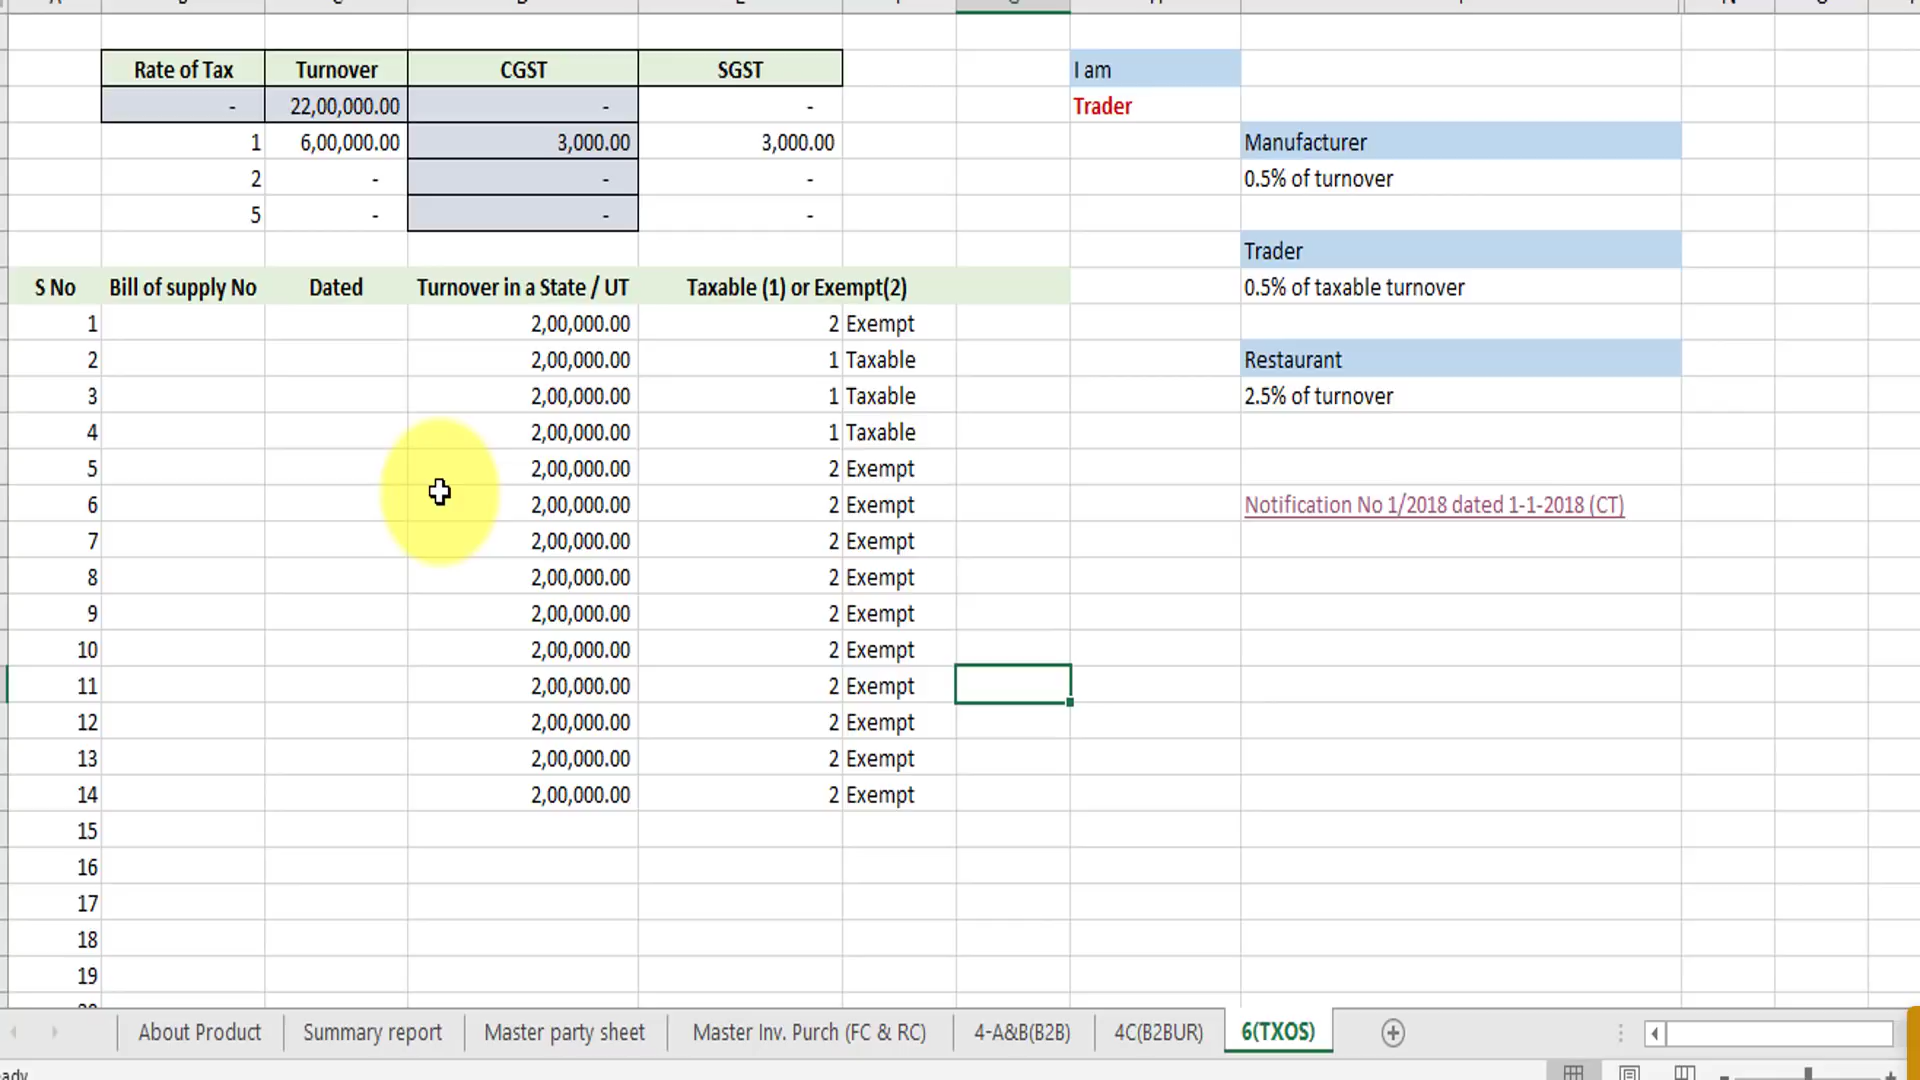 Rate of Tax Turnover CGST SGST I am
- 22,00,000.00 - - Trader
1 6,00,000.00 3,000.00 3,000.00 Manufacturer
2 - - - 0.5% of turnover
5 - - -
Trader
S No Bill of supply No Dated Turnover in a State / UT Taxable (1) or Exempt(2) 0.5% of taxable turnover
1 2,00,000.00 2 Exempt
2 2,00,000.00 1 Taxable Restaurant
3 2,00,000.00 1 Taxable 2.5% of turnover
4 2,00,000.00 1 Taxable
5 2,00,000.00 2 Exempt
6 2,00,000.00 2 Exempt Notification No 1/2018 dated 1-1-2018 (CT)
7 2,00,000.00 2 Exempt
8 2,00,000.00 2 Exempt
9 2,00,000.00 2 Exempt
10 2,00,000.00 2 Exempt
11 2,00,000.00 2 Exempt
12 2,00,000.00 2 Exempt
13 2,00,000.00 2 Exempt
14 2,00,000.00 2 Exempt
15
16
17
18
19
About Product Summary report Master party sheet Master Inv. Purch (FC & RC) 4-A&B(B2B) 4C(B2BUR) 6(TXOS)